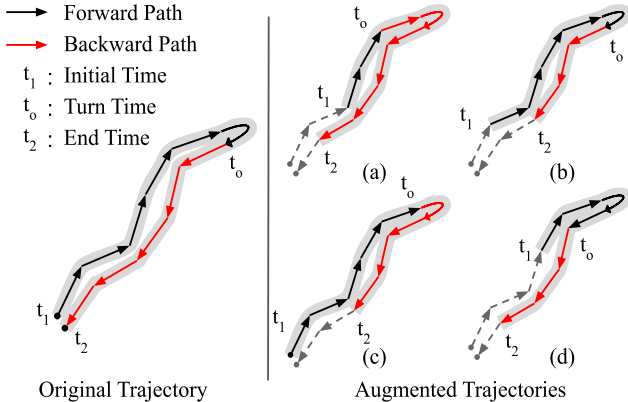 Forward Path
Backward Path
t1 : Initial Time
to : Turn Time
t2 : End Time
to
t1
t2
Original Trajectory
to
t1
t2
(a)
to
t1
t2
(b)
to
t1
t2
(c)
t1
to
t2
(d)
Augmented Trajectories